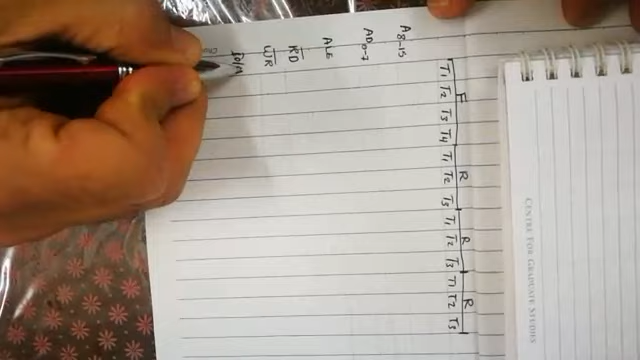 F R R R
T1 T2 T3 T4 T1 T2 T3 T1 T2 T3 T1 T2 T3
A8-15
AD0-7
ALE
RD
WR
IO/M
CENTRE FOR GRADUATE STUDIES